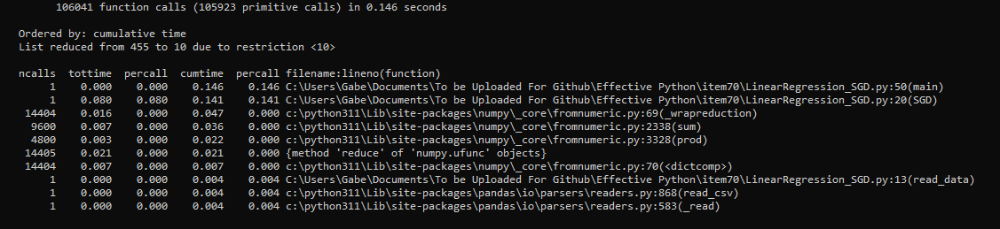 106041 function calls (105923 primitive calls) in 0.146 seconds
Ordered by: cumulative time
List reduced from 455 to 10 due to restriction <10>
ncalls  tottime  percall  cumtime  percall filename:lineno(function)
1    0.000    0.000    0.146    0.146 C:\Users\Gabe\Documents\To be Uploaded For Github\Effective Python\item70\LinearRegression_SGD.py:50(main)
1    0.080    0.080    0.141    0.141 C:\Users\Gabe\Documents\To be Uploaded For Github\Effective Python\item70\LinearRegression_SGD.py:20(SGD)
14404    0.016    0.000    0.047    0.000 c:\python311\Lib\site-packages\numpy\_core\fromnumeric.py:69(_wrapreduction)
9600    0.007    0.000    0.036    0.000 c:\python311\Lib\site-packages\numpy\_core\fromnumeric.py:2338(sum)
4800    0.003    0.000    0.022    0.000 c:\python311\Lib\site-packages\numpy\_core\fromnumeric.py:3328(prod)
14405    0.021    0.000    0.021    0.000 {method 'reduce' of 'numpy.ufunc' objects}
14404    0.007    0.000    0.007    0.000 c:\python311\Lib\site-packages\numpy\_core\fromnumeric.py:70(<dictcomp>)
1    0.000    0.000    0.004    0.004 C:\Users\Gabe\Documents\To be Uploaded For Github\Effective Python\item70\LinearRegression_SGD.py:13(read_data)
1    0.000    0.000    0.004    0.004 c:\python311\Lib\site-packages\pandas\io\parsers\readers.py:868(read_csv)
1    0.000    0.000    0.004    0.004 c:\python311\Lib\site-packages\pandas\io\parsers\readers.py:583(_read)